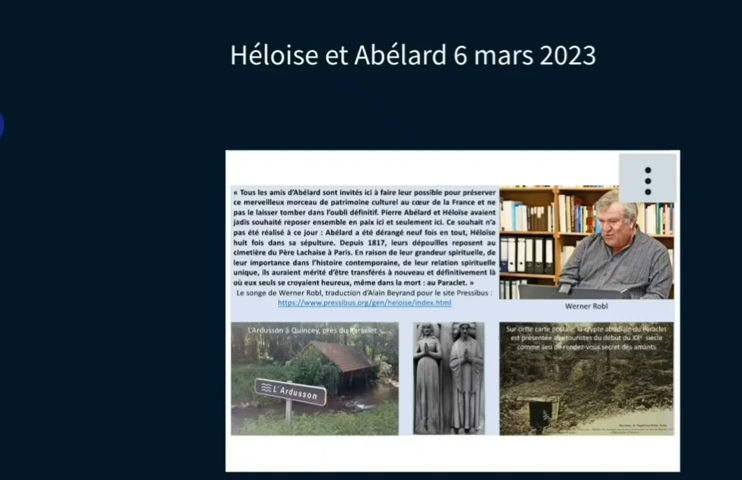 Héloise et Abélard 6 mars 2023
« Tous les amis d'Abélard sont invités ici à faire leur possible pour préserver
ce merveilleux morceau de patrimoine culturel au cœur de la France et ne
pas le laisser tomber dans l'oubli définitif. Pierre Abélard et Héloïse avaient
jadis souhaité reposer ensemble en paix ici et seulement ici. Ce souhait n'a
pas été réalisé à ce jour : Abélard a été dérangé neuf fois en tout, Héloïse
huit fois dans sa sépulture. Depuis 1817, leurs dépouilles reposent au
cimetière du Père Lachaise à Paris. En raison de leur grandeur spirituelle, de
leur importance dans l'histoire contemporaine, de leur relation spirituelle
unique, ils auraient mérité d'être transférés à nouveau et définitivement là
où eux seuls se croyaient heureux, même dans la mort : au Paraclet. »
Le songe de Werner Robl, traduction d'Alain Beyrand pour le site Pressibus :
https://www.pressibus.org/gen/heloise/index.html
Werner Robl
L'Ardusson à Quincey, près du Paraclet
L'Ardusson
Sur cette carte postale, la crypte abbatiale du Paraclet
est présentée aux touristes du début du XXe siècle
comme lieu de rendez-vous secret des amants